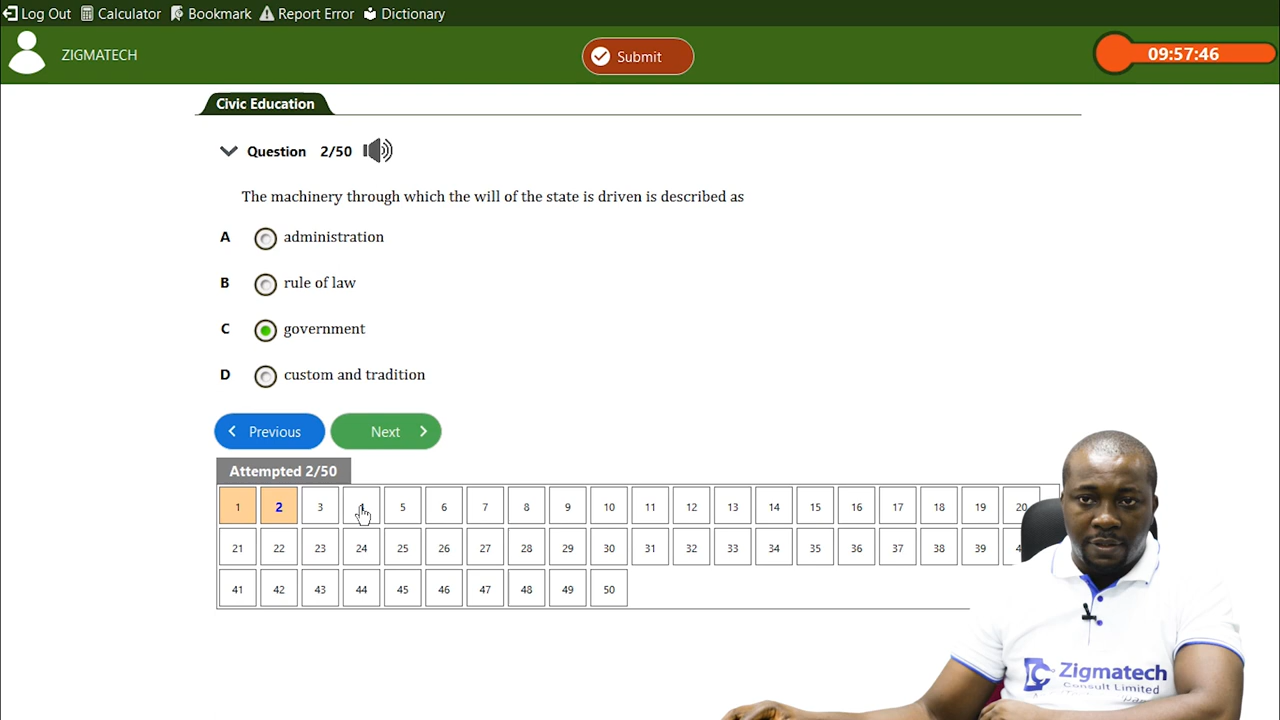 Log Out Calculator Bookmark Report Error Dictionary
ZIGMATECH
Submit
09:57:46
Civic Education
Question 2/50
The machinery through which the will of the state is driven is described as
A administration
B rule of law
C government
D custom and tradition
Previous Next
Attempted 2/50
1 2 3 5 6 7 8 9 10 11 12 13 14 15 16 17 18 19 20
21 22 23 24 25 26 27 28 29 30 31 32 33 34 35 36 37 38 39
41 42 43 44 45 46 47 48 49 50
Zigmatech
Consult Limited